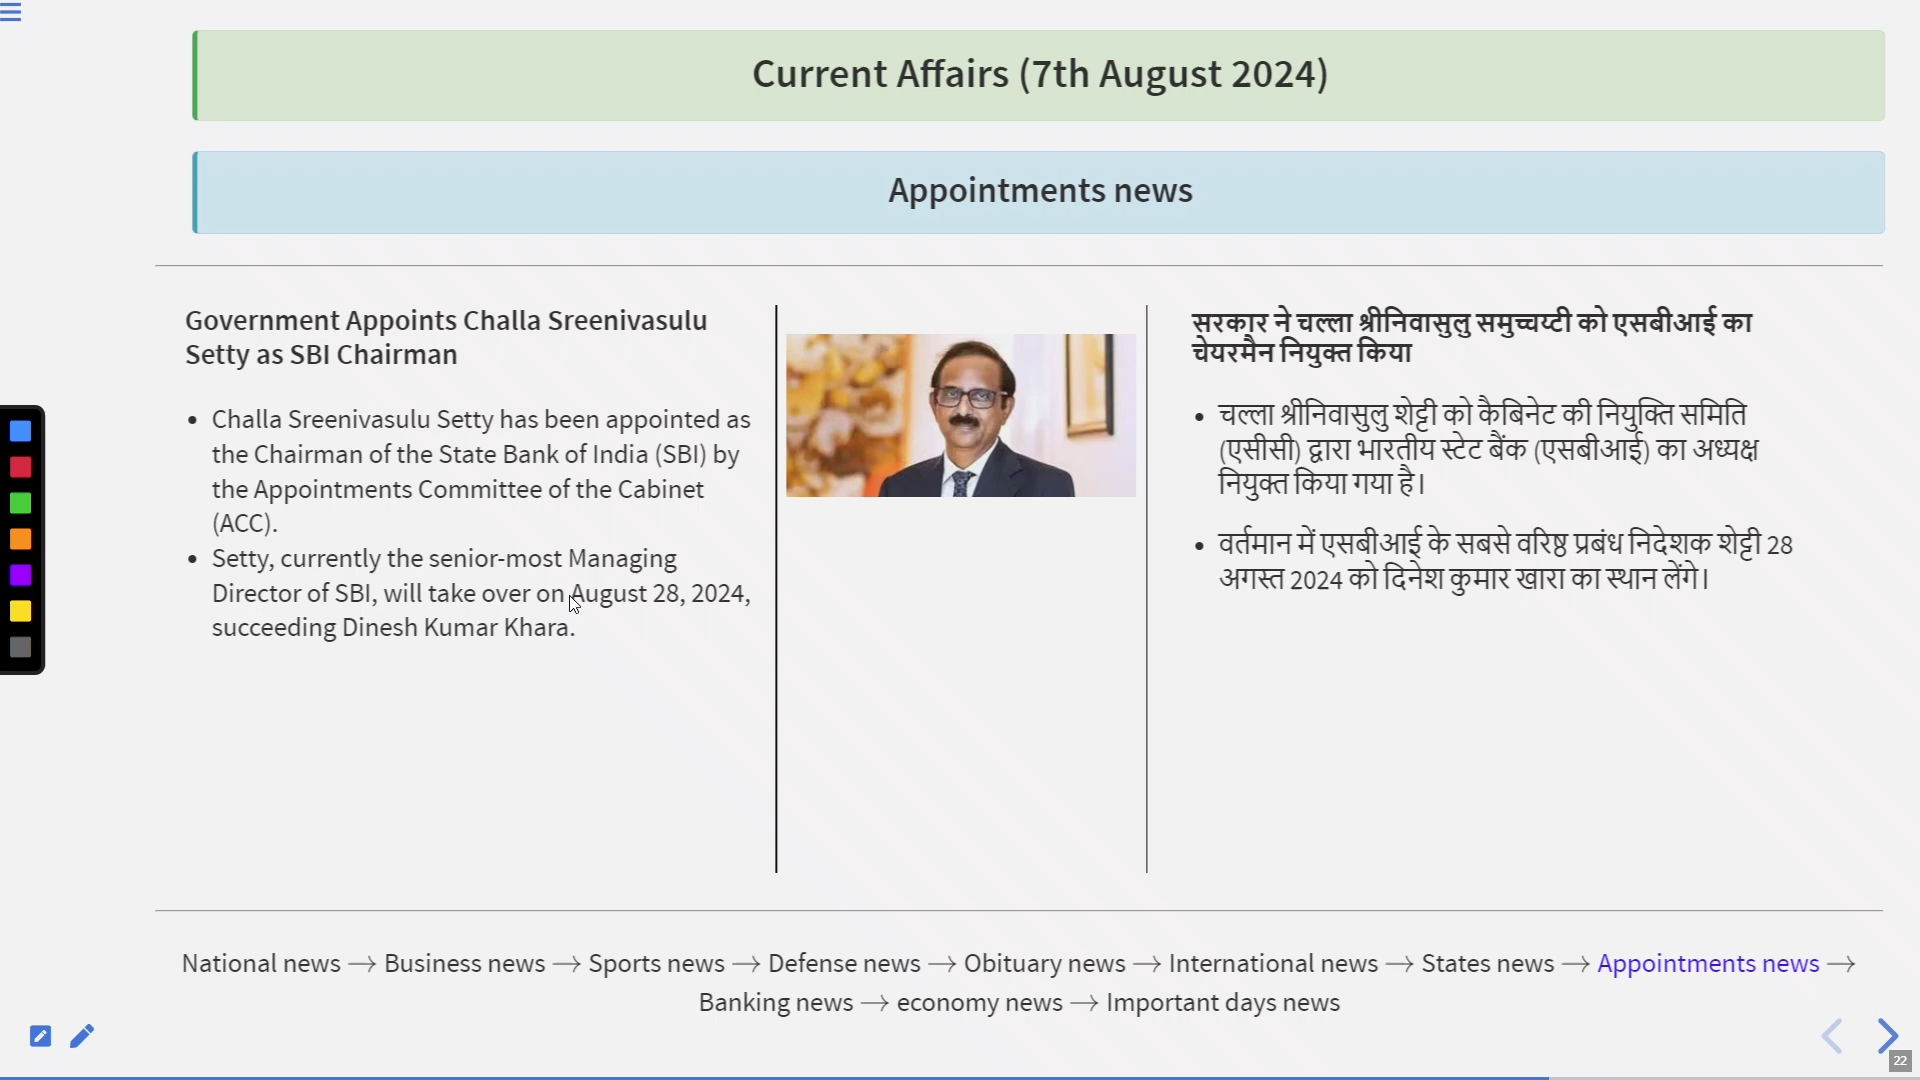 Current Affairs (7th August 2024)
Appointments news
Government Appoints Challa Sreenivasulu
Setty as SBI Chairman
• Challa Sreenivasulu Setty has been appointed as
the Chairman of the State Bank of India (SBI) by
the Appointments Committee of the Cabinet
(ACC).
• Setty, currently the senior-most Managing
Director of SBI, will take over on August 28, 2024,
succeeding Dinesh Kumar Khara.
सरकार ने चल्ला श्रीनिवासुलु समुच्चय्टी को एसबीआई का
चेयरमैन नियुक्त किया
• चल्ला श्रीनिवासुलु शेट्टी को कैबिनेट की नियुक्ति समिति
(एसीसी) द्वारा भारतीय स्टेट बैंक (एसबीआई) का अध्यक्ष
नियुक्त किया गया है।
• वर्तमान में एसबीआई के सबसे वरिष्ठ प्रबंध निदेशक शेट्टी 28
अगस्त 2024 को दिनेश कुमार खारा का स्थान लेंगे।
National news → Business news → Sports news → Defense news → Obituary news → International news → States news → Appointments news →
Banking news → economy news → Important days news
22